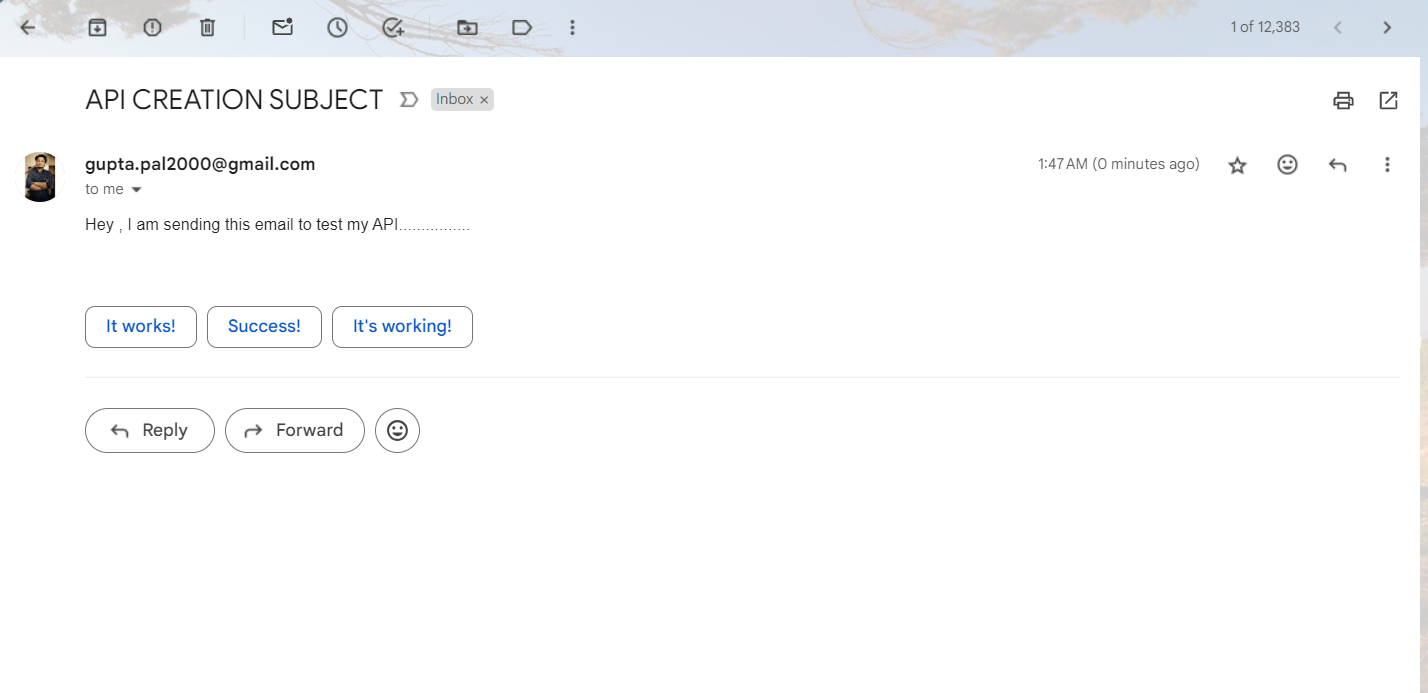 1 of 12,383
API CREATION SUBJECT Inbox ×
gupta.pal2000@gmail.com 1:47 AM (0 minutes ago)
to me
Hey , I am sending this email to test my API................
It works! Success! It's working!
Reply Forward